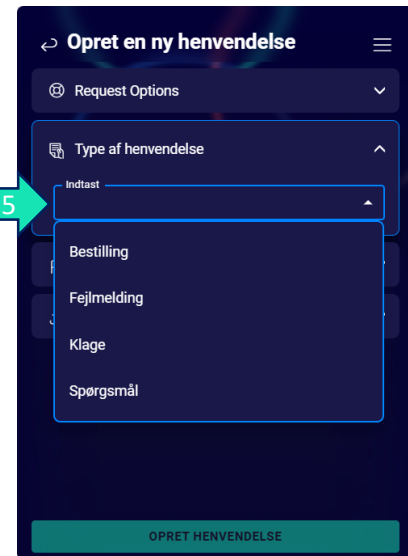 Opret en ny henvendelse
Request Options
Type af henvendelse
Indtast
5
Bestilling
Fejlmelding
Klage
Spørgsmål
OPRET HENVENDELSE